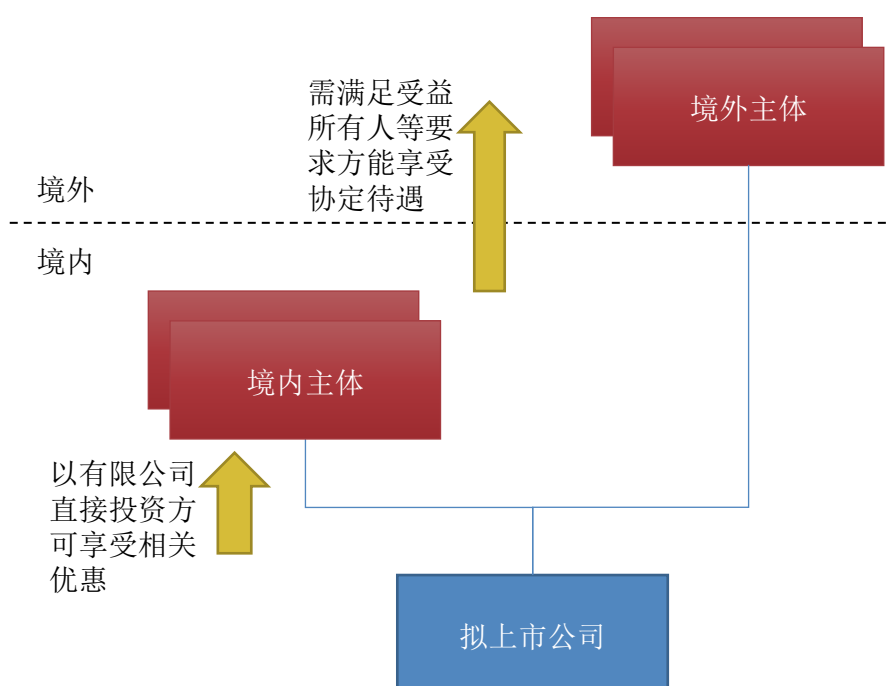 境外主体
需满足受益
所有人等要
求方能享受
协定待遇
境外
境内
境内主体
以有限公司
直接投资方
可享受相关
优惠
拟上市公司